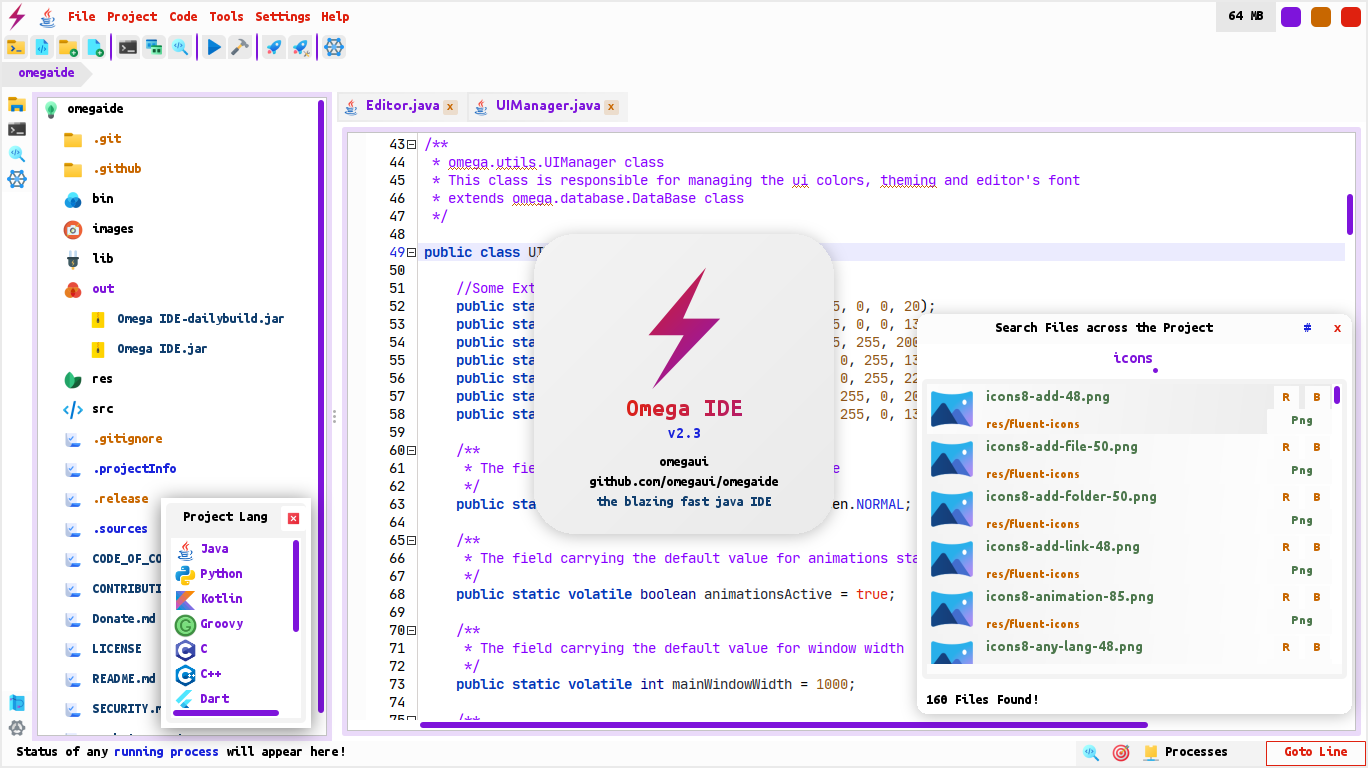 File Project Code Tools Settings Help
64 MB
omegaide
omegaide
.git
.github
bin
images
lib
out
Omega IDE-dailybuild.jar
Omega IDE.jar
res
src
.gitignore
.projectInfo
.release
.sources
CODE_OF_CO
CONTRIBUTI
Donate.md
LICENSE
README.md
SECURITY.m
Project Lang x
Java
Python
Kotlin
Groovy
C
C++
Dart
Editor.java x UIManager.java x
43 /**
44 * omega.utils.UIManager class
45 * This class is responsible for managing the ui colors, theming and editor's font
46 * extends omega.database.DataBase class
47 */
48
49 public class UI
50
51 //Some Ext
52 public sta 5, 0, 0, 20);
53 public sta 5, 0, 0, 13
54 public sta 5, 255, 200
55 public sta 0, 255, 13
56 public sta 0, 255, 22
57 public sta 255, 0, 20
58 public sta 255, 0, 13
59
60 /**
61 * The field e
62 */
63 public sta en.NORMAL;
64
65 /**
66 * The field carrying the default value for animations sta
67 */
68 public static volatile boolean animationsActive = true;
69
70 /**
71 * The field carrying the default value for window width
72 */
73 public static volatile int mainWindowWidth = 1000;
74
75 /**
Omega IDE
v2.3
omegaui
github.com/omegaui/omegaide
the blazing fast java IDE
Search Files across the Project # x
icons
icons8-add-48.png R B
res/fluent-icons Png
icons8-add-file-50.png R B
res/fluent-icons Png
icons8-add-folder-50.png R B
res/fluent-icons Png
icons8-add-link-48.png R B
res/fluent-icons Png
icons8-animation-85.png R B
res/fluent-icons Png
icons8-any-lang-48.png R B
160 Files Found!
Status of any running process will appear here!
Processes
Goto Line